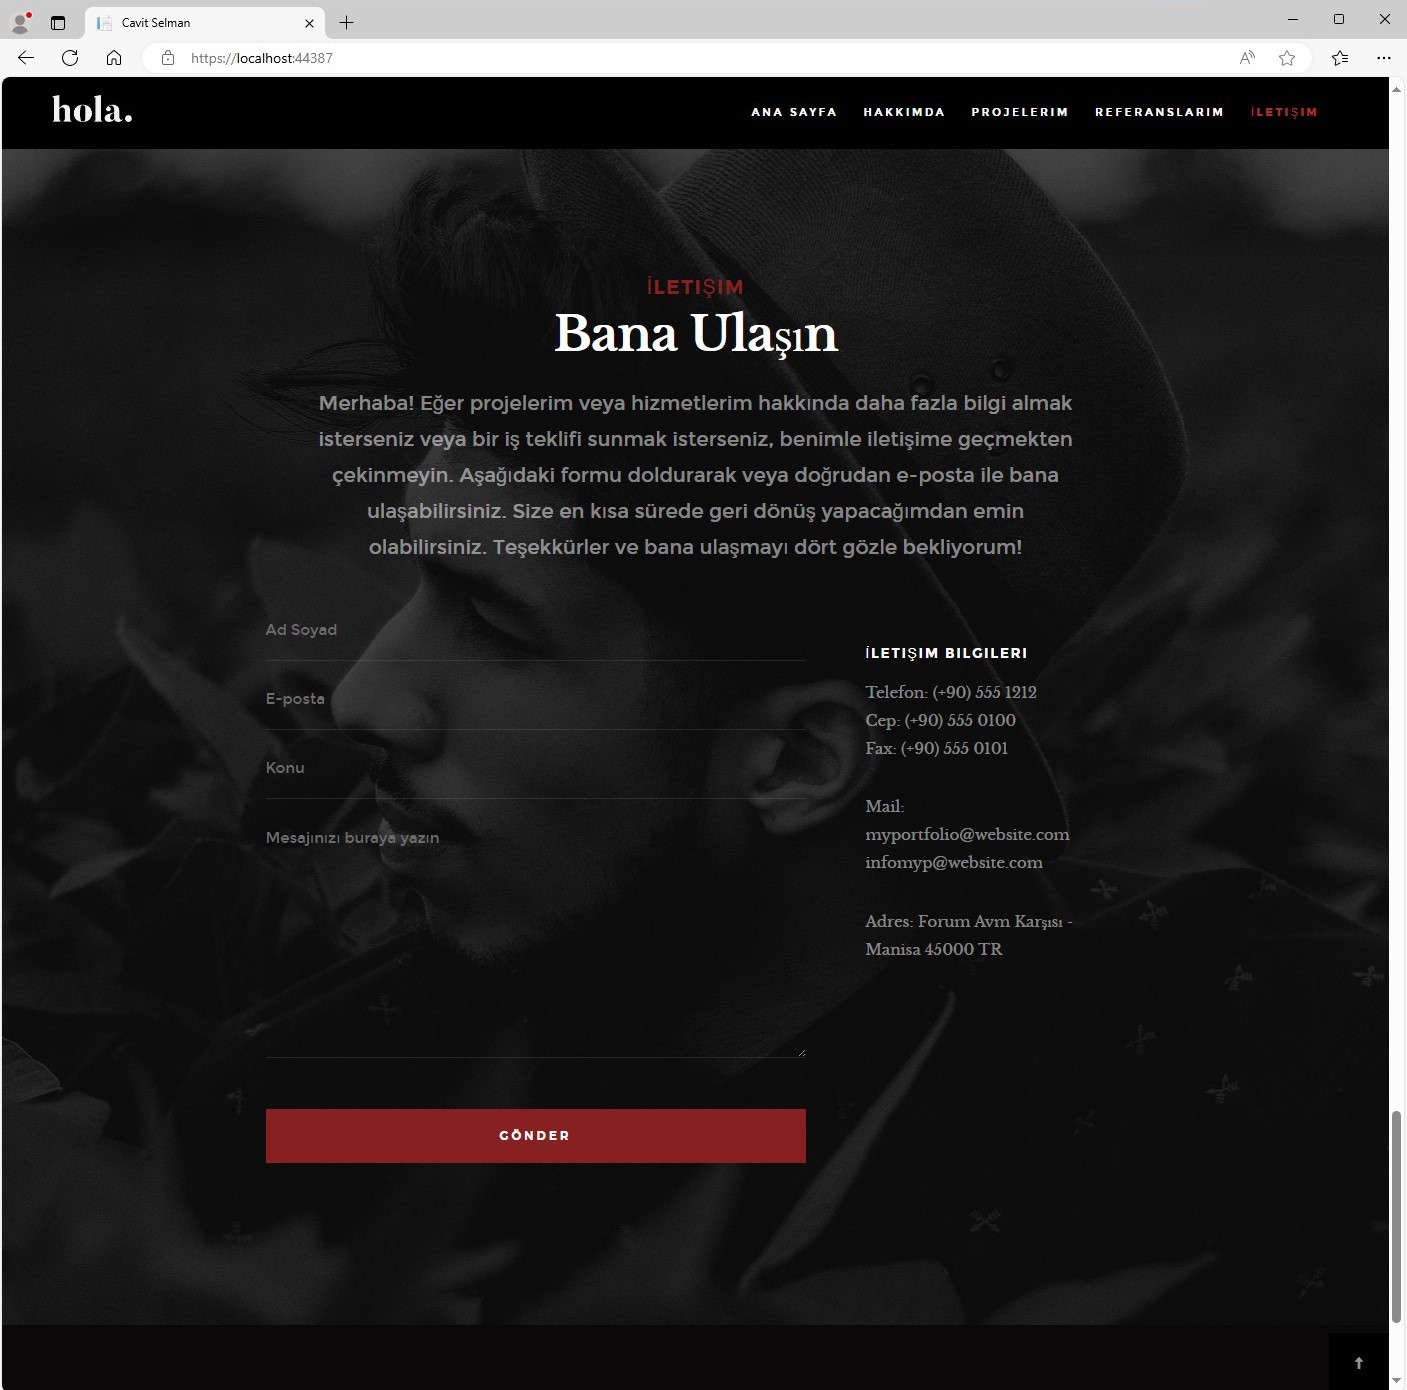 Cavit Selman
https://localhost:44387
hola.
ANA SAYFA HAKKIMDA PROJELERIM REFERANSLARIM İLETIŞIM
İLETIŞIM
Bana Ulaşın
Merhaba! Eğer projelerim veya hizmetlerim hakkında daha fazla bilgi almak
isterseniz veya bir iş teklifi sunmak isterseniz, benimle iletişime geçmekten
çekinmeyin. Aşağıdaki formu doldurarak veya doğrudan e-posta ile bana
ulaşabilirsiniz. Size en kısa sürede geri dönüş yapacağımdan emin
olabilirsiniz. Teşekkürler ve bana ulaşmayı dört gözle bekliyorum!
Ad Soyad
E-posta
Konu
Mesajınızı buraya yazın
GÖNDER
İLETIŞIM BILGILERI
Telefon: (+90) 555 1212
Cep: (+90) 555 0100
Fax: (+90) 555 0101
Mail:
myportfolio@website.com
infomyp@website.com
Adres: Forum Avm Karşısı -
Manisa 45000 TR